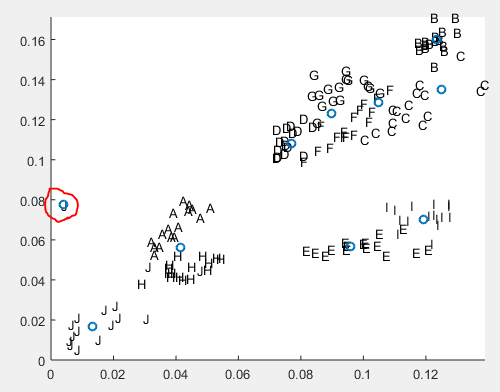 B B
B B B
0.16 B B B B B B
B B C
B
G G G
0.14 G G G C C
G G G F C C
G G G G C
D G F C C C
0.12 D D D F F C C C
D D D F F C C
D D F F F C C
D D F C
0.1 D D F
0.08 A A
J A A A A I I I I
A A I I I
A A I I
0.06 A A A I
A A A E E E I
A A H H E E E E E E E E
J H H H H
0.04 H H H H H
H
J J
0.02 J J J
J J
J J
J
0
0 0.02 0.04 0.06 0.08 0.1 0.12